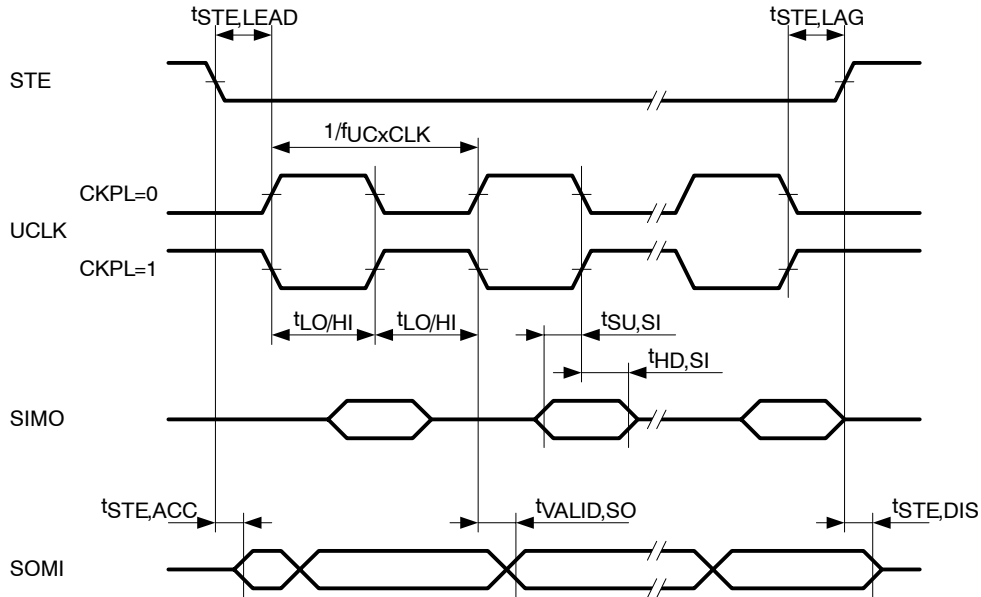 tSTE,LEAD
tSTE,LAG
STE
1/fUCxCLK
CKPL=0
UCLK
CKPL=1
tLO/HI
tLO/HI
tSU,SI
tHD,SI
SIMO
tSTE,ACC
tVALID,SO
tSTE,DIS
SOMI